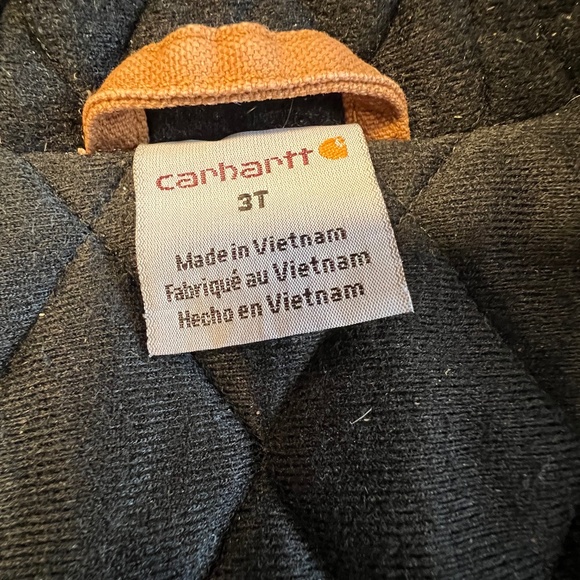 carhartt
3T
Made in Vietnam
Fabriqué au Vietnam
Hecho en Vietnam